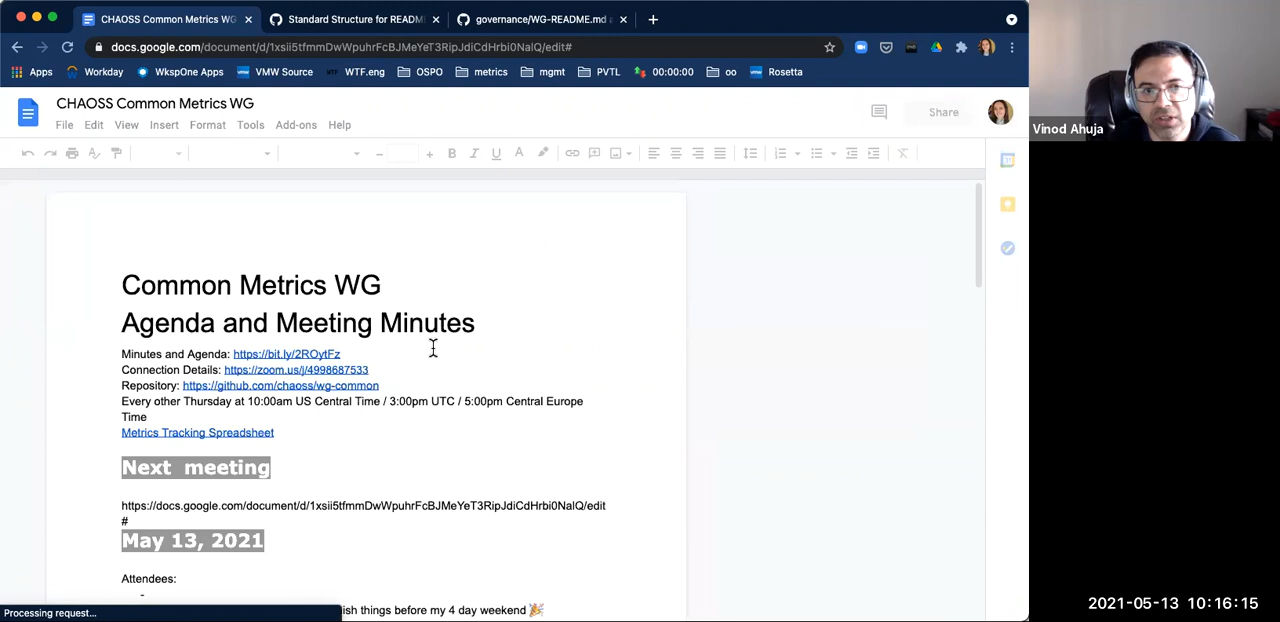 CHAOSS Common Metrics WG
Standard Structure for README
governance/WG-README.md
docs.google.com/document/d/1xsii5tfmmDwWpuhrFcBJMeYeT3RipJdiCdHrbi0NalQ/edit#
Apps Workday WkspOne Apps VMW Source WTF.eng OSPO metrics mgmt PVTL 00:00:00 oo Rosetta
CHAOSS Common Metrics WG
File Edit View Insert Format Tools Add-ons Help
Share
Vinod Ahuja
Common Metrics WG
Agenda and Meeting Minutes
Minutes and Agenda: https://bit.ly/2ROytFz
Connection Details: https://zoom.us/j/4998687533
Repository: https://github.com/chaoss/wg-common
Every other Thursday at 10:00am US Central Time / 3:00pm UTC / 5:00pm Central Europe
Time
Metrics Tracking Spreadsheet
Next meeting
https://docs.google.com/document/d/1xsii5tfmmDwWpuhrFcBJMeYeT3RipJdiCdHrbi0NalQ/edit
#
May 13, 2021
Attendees:
-
ish things before my 4 day weekend 🎉
Processing request...
2021-05-13 10:16:15